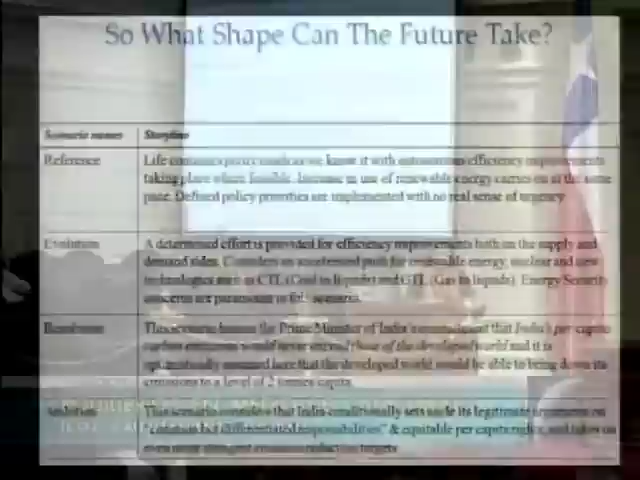 So What Shape Can The Future Take?
Scenario names Storyline
Reference Life continues pretty much as we know it with autonomous efficiency improvements
taking place where feasible. Increase in use of renewable energy carries on at the same
pace. Defined policy priorities are implemented with no real sense of urgency
Evolution A determined effort is provided for efficiency improvements both on the supply and
demand sides. Considers an accelerated push for renewable energy, nuclear and new
technologies such as CTL (Coal to liquids) and GTL (Gas to liquids). Energy Security
concerns are paramount in this scenario.
This scenario honors the Prime Minister of India's commitment that India's per capita
carbon emissions would never exceed those of the developed world and it is
optimistically assumed here that the developed world would be able to bring down its
emissions to a level of 2 tonnes/capita
Ambition This scenario considers that India conditionally sets aside its legitimate arguments on
"common but differentiated responsibilities" & equitable per capita rights, and takes on
even more stringent emissions reduction targets